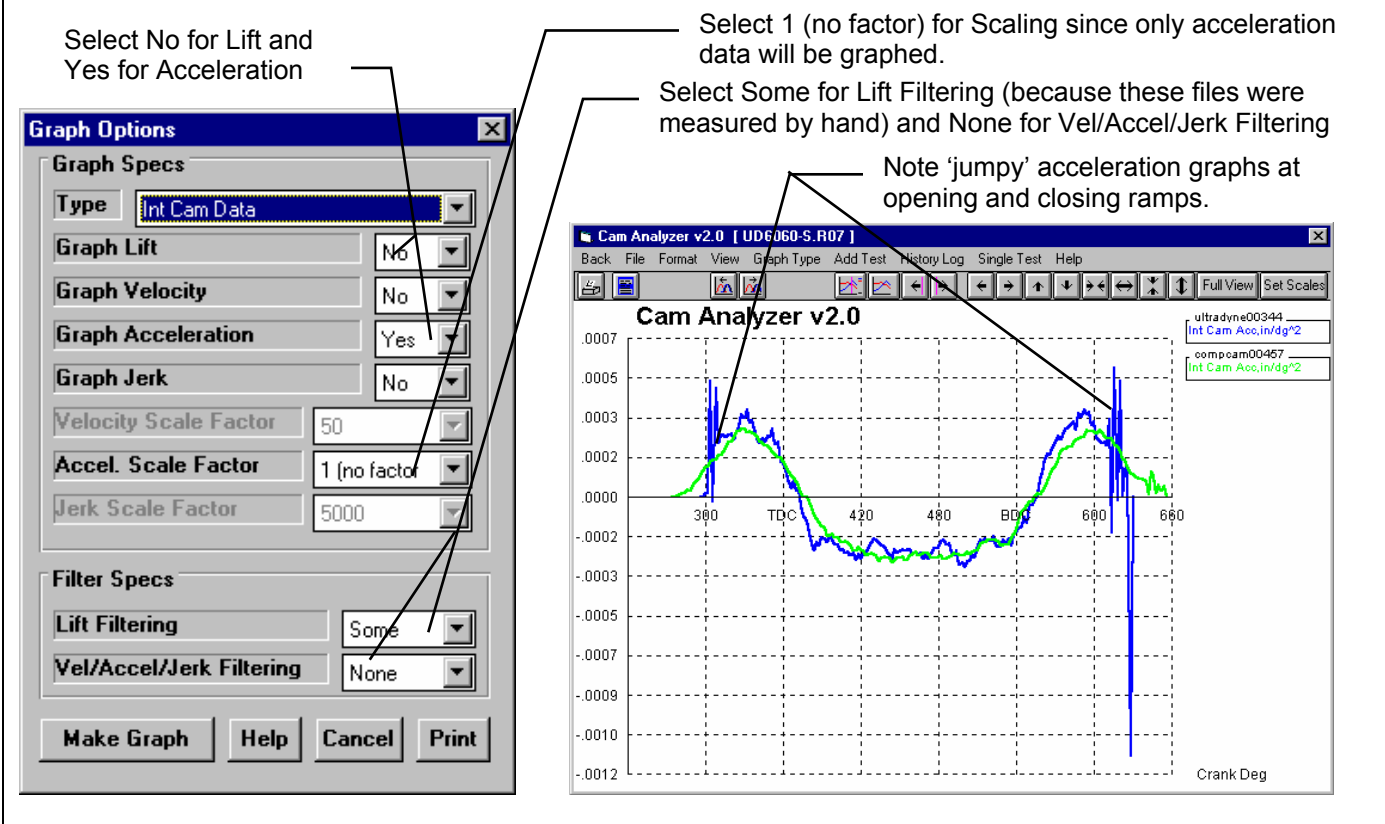 Select No for Lift and
Yes for Acceleration
Select 1 (no factor) for Scaling since only acceleration
data will be graphed.
Select Some for Lift Filtering (because these files were
measured by hand) and None for Vel/Accel/Jerk Filtering
Note ‘jumpy’ acceleration graphs at
opening and closing ramps.
Graph Options
Graph Specs
Type Int Cam Data
Graph Lift No
Graph Velocity No
Graph Acceleration Yes
Graph Jerk No
Velocity Scale Factor 50
Accel. Scale Factor 1 (no factor
Jerk Scale Factor 5000
Filter Specs
Lift Filtering Some
Vel/Accel/Jerk Filtering None
Make Graph Help Cancel Print
Cam Analyzer v2.0 [ UD6060-S.R07 ]
Back File Format View Graph Type Add Test History Log Single Test Help
Full View Set Scales
Cam Analyzer v2.0
ultradyne00344
Int Cam Acc,in/dg^2
compcam00457
Int Cam Acc,in/dg^2
.0007
.0005
.0003
.0002
.0000
300 TDC 420 480 BDC 600 660
-.0002
-.0003
-.0005
-.0007
-.0009
-.0010
-.0012
Crank Deg